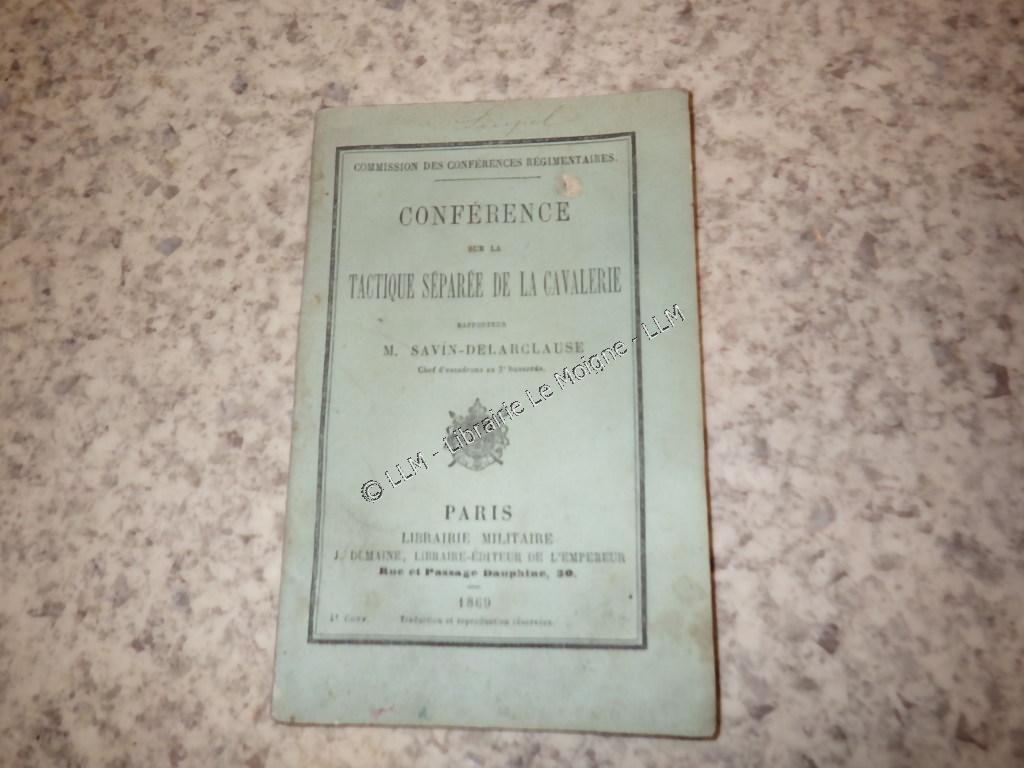 COMMISSION DES CONFÉRENCES RÉGIMENTAIRES.
CONFÉRENCE
SUR LA
TACTIQUE SÉPARÉE DE LA CAVALERIE
RAPPORTEUR
M. SAVIN-DELARCLAUSE
Chef d'escadrons au 2e hussards.
© LLM - Librairie Le Moigne - LLM
PARIS
LIBRAIRIE MILITAIRE
J. DUMAINE, LIBRAIRE-ÉDITEUR DE L'EMPEREUR
Rue et Passage Dauphine, 30.
1869
Traduction et reproduction réservées.